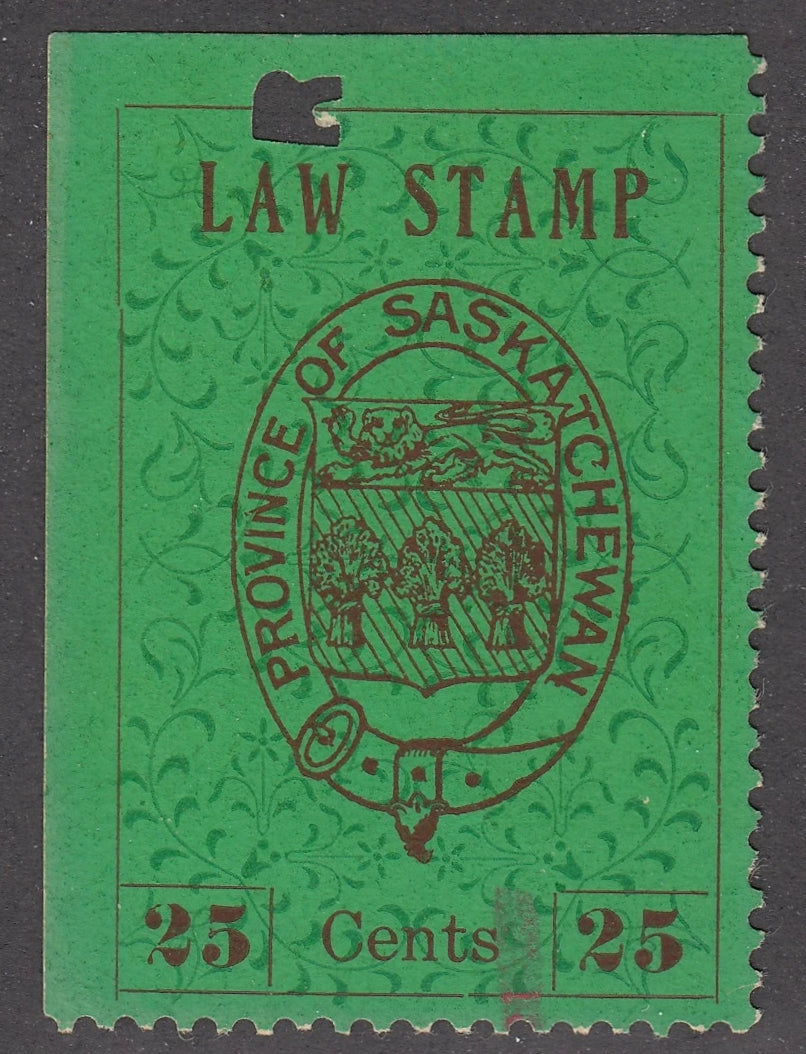 LAW STAMP
PROVINCE OF SASKATCHEWAN
25 Cents 25